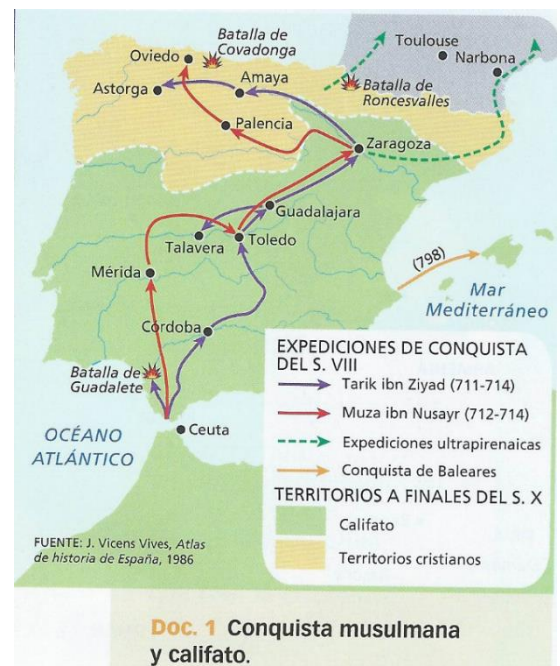 Batalla de
Covadonga
Oviedo
Toulouse
Narbona
Astorga
Amaya
Batalla de
Roncesvalles
Palencia
Zaragoza
Guadalajara
Talavera
Toledo
(798)
Mérida
Mar
Mediterráneo
Córdoba
Batalla de
Guadalete
Ceuta
OCÉANO
ATLÁNTICO
EXPEDICIONES DE CONQUISTA
DEL S. VIII
Tarik ibn Ziyad (711-714)
Muza ibn Nusayr (712-714)
Expediciones ultrapirenaicas
Conquista de Baleares
TERRITORIOS A FINALES DEL S. X
Califato
Territorios cristianos
FUENTE: J. Vicens Vives, Atlas
de historia de España, 1986
Doc. 1 Conquista musulmana
y califato.